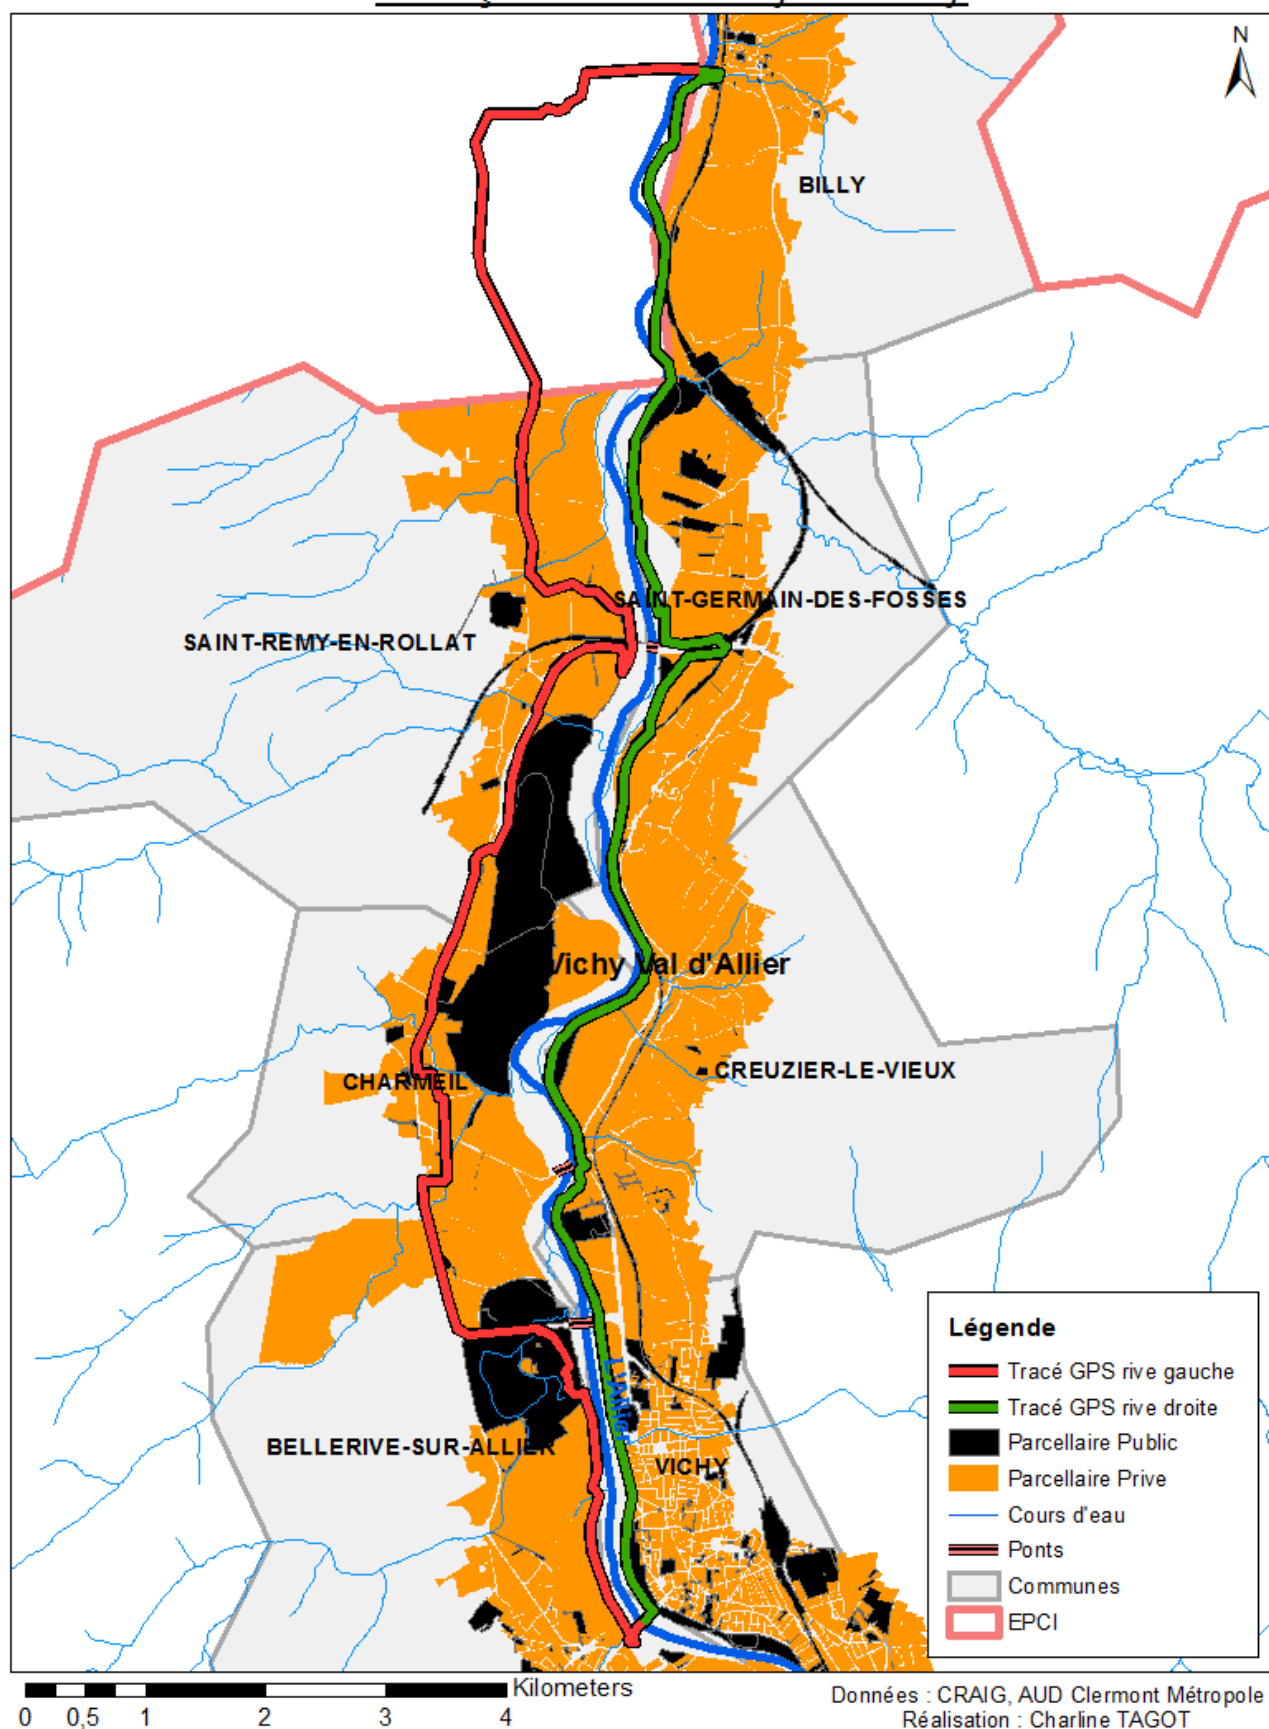 N
BILLY
SAINT-GERMAIN-DES-FOSSES
SAINT-REMY-EN-ROLLAT
Vichy Val d'Allier
CREUZIER-LE-VIEUX
CHARMEIL
L'Allier
BELLERIVE-SUR-ALLIER
VICHY
Légende
Tracé GPS rive gauche
Tracé GPS rive droite
Parcellaire Public
Parcellaire Prive
Cours d'eau
Ponts
Communes
EPCI
Kilometers
0 0,5 1 2 3 4
Données : CRAIG, AUD Clermont Métropole
Réalisation : Charline TAGOT